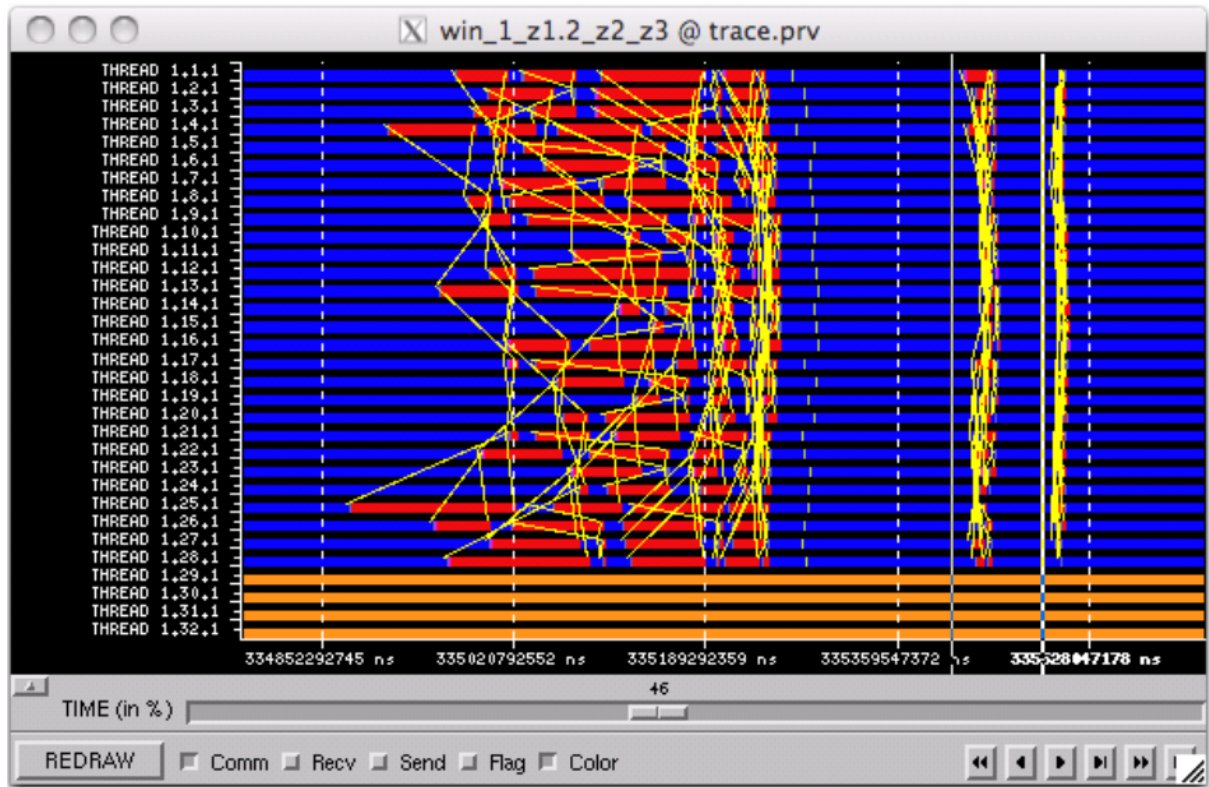 win_1_z1.2_z2_z3 @ trace.prv
THREAD 1.1.1
THREAD 1.2.1
THREAD 1.3.1
THREAD 1.4.1
THREAD 1.5.1
THREAD 1.6.1
THREAD 1.7.1
THREAD 1.8.1
THREAD 1.9.1
THREAD 1.10.1
THREAD 1.11.1
THREAD 1.12.1
THREAD 1.13.1
THREAD 1.14.1
THREAD 1.15.1
THREAD 1.16.1
THREAD 1.17.1
THREAD 1.18.1
THREAD 1.19.1
THREAD 1.20.1
THREAD 1.21.1
THREAD 1.22.1
THREAD 1.23.1
THREAD 1.24.1
THREAD 1.25.1
THREAD 1.26.1
THREAD 1.27.1
THREAD 1.28.1
THREAD 1.29.1
THREAD 1.30.1
THREAD 1.31.1
THREAD 1.32.1
334852292745 ns 335020792552 ns 335189292359 ns 335359547372 ns ns
46
TIME (in %)
REDRAW Comm Recv Send Flag Color